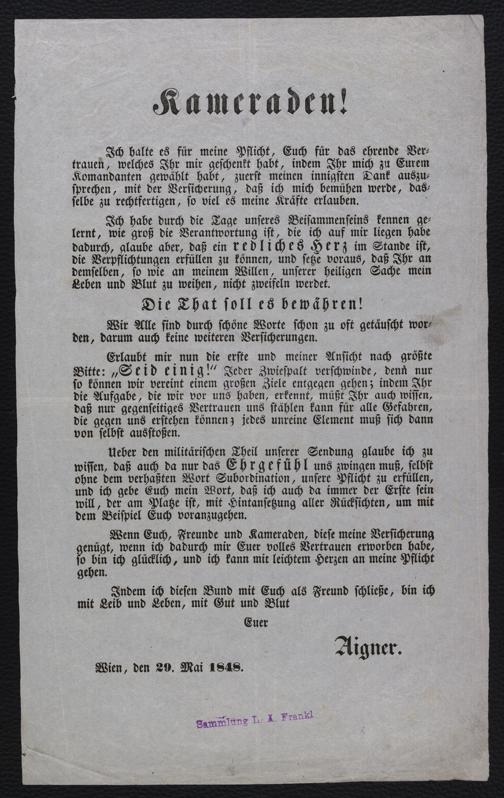 Kameraden!
Ich halte es für meine Pflicht, Euch für das ehrende Ver-
trauen, welches Ihr mir geschenkt habt, indem Ihr mich zu Eurem
Komandanten gewählt habt, zuerst meinen innigsten Dank auszu-
sprechen, mit der Versicherung, daß ich mich bemühen werde, das-
selbe zu rechtfertigen, so viel es meine Kräfte erlauben.
Ich habe durch die Tage unseres Beisammenseins kennen ge-
lernt, wie groß die Verantwortung ist, die ich auf mir liegen habe
dadurch, glaube aber, daß ein redliches Herz im Stande ist,
die Verpflichtungen erfüllen zu können, und setze voraus, daß Ihr an
demselben, so wie an meinem Willen, unserer heiligen Sache mein
Leben und Blut zu weihen, nicht zweifeln werdet.
Die That soll es bewähren!
Wir Alle sind durch schöne Worte schon zu oft getäuscht wor-
den, darum auch keine weiteren Versicherungen.
Erlaubt mir nun die erste und meiner Ansicht nach größte
Bitte: „Seid einig!" Jeder Zwiespalt verschwinde, denn nur
so können wir vereint einem großen Ziele entgegen gehen; indem Ihr
die Aufgabe, die wir vor uns haben, erkennt, müßt Ihr auch wissen,
daß nur gegenseitiges Vertrauen uns stählen kann für alle Gefahren,
die gegen uns erstehen können; jedes unreine Element muß sich dann
von selbst ausstoßen.
Ueber den militärischen Theil unserer Sendung glaube ich zu
wissen, daß auch da nur das Ehrgefühl uns zwingen muß, selbst
ohne dem verhaßten Wort Subordination, unsere Pflicht zu erfüllen,
und ich gebe Euch mein Wort, daß ich auch da immer der Erste sein
will, der am Platze ist, mit Hintansetzung aller Rücksichten, um mit
dem Beispiel Euch voranzugehen.
Wenn Euch, Freunde und Kameraden, diese meine Versicherung
genügt, wenn ich dadurch mir Euer volles Vertrauen erworben habe,
so bin ich glücklich, und ich kann mit leichtem Herzen an meine Pflicht
gehen.
Indem ich diesen Bund mit Euch als Freund schließe, bin ich
mit Leib und Leben, mit Gut und Blut
Euer
Aigner.
Wien, den 29. Mai 1848.
Sammlung L. A. Frankl